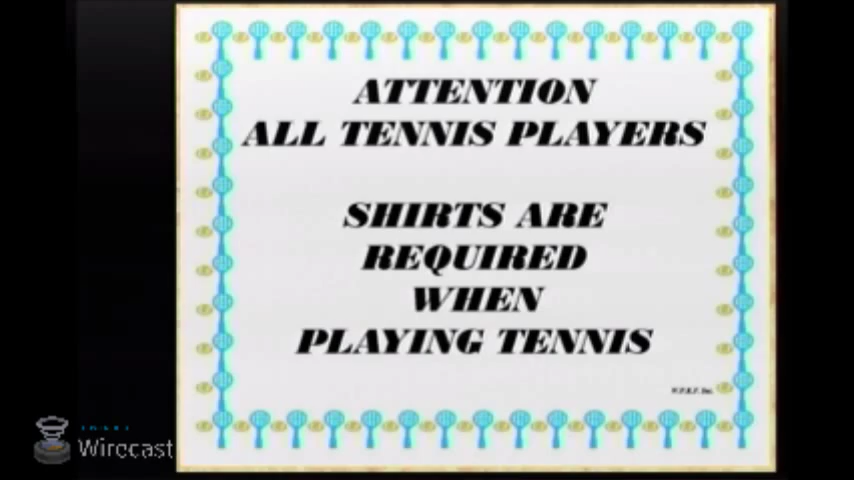 ATTENTION
ALL TENNIS PLAYERS
SHIRTS ARE
REQUIRED
WHEN
PLAYING TENNIS
Wirecast